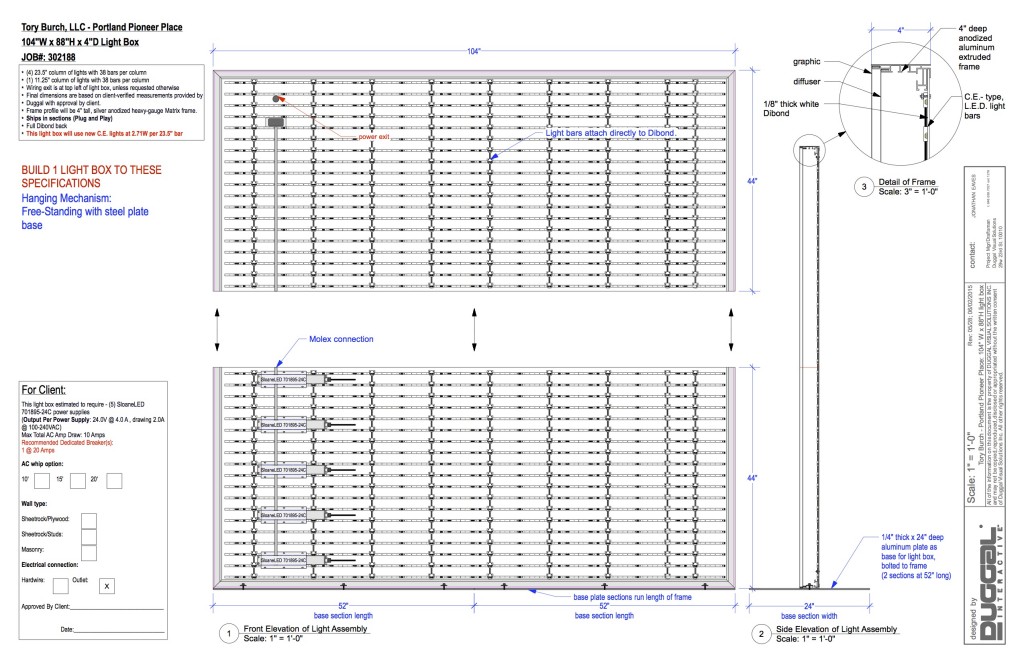 Tory Burch, LLC - Portland Pioneer Place
104"W x 88"H x 4"D Light Box
JOB#: 302188
• (4) 23.5" column of lights with 38 bars per column
• (1) 11.25" column of lights with 38 bars per column
• Wiring exit is at top left of light box, unless requested otherwise
• Final dimensions are based on client-verified measurements provided by
• Duggal with approval by client.
• Frame profile will be 4" tall, silver anodized heavy-gauge Matrix frame.
• Ships in sections (Plug and Play)
• Full Dibond back
• This light box will use now C.E. lights at 2.71W per 23.5" bar
BUILD 1 LIGHT BOX TO THESE
SPECIFICATIONS
Hanging Mechanism:
Free-Standing with steel plate
base
For Client:
This light box estimated to require - (5) SloaneLED
701895-24C power supplies
(Output Per Power Supply: 24.0V @ 4.0 A , drawing 2.0A
@ 100-240VAC)
Max Total AC Amp Draw: 10 Amps
Recommended Dedicated Breaker(s):
1 @ 20 Amps
AC whip option:
10' 15' 20'
Wall type:
Sheetrock/Plywood:
Sheetrock/Studs:
Masonry:
Electrical connection:
Hardwire: Outlet: X
Approved By Client:
Date:
104"
power exit
Light bars attach directly to Dibond.
44"
Molex connection
SloaneLED 701895-24C
SloaneLED 701895-24C
SloaneLED 701895-24C
SloaneLED 701895-24C
SloaneLED 701895-24C
44"
base plate sections run length of frame
52"
base section length
52"
base section length
1 Front Elevation of Light Assembly
Scale: 1" = 1'-0"
24"
base section width
2 Side Elevation of Light Assembly
Scale: 1" = 1'-0"
1/4" thick x 24" deep
aluminum plate as
base for light box,
bolted to frame
(2 sections at 52" long)
4"
4" deep
anodized
aluminum
extruded
frame
graphic
diffuser
1/8" thick white
Dibond
C.E.- type,
L.E.D. light
bars
3 Detail of Frame
Scale: 3" = 1'-0"
contact:
JONATHAN EAKES
Project Mgr/Draftsman
Duggal Visual Solutions
Scale: 1" = 1'-0"
Rev: 05/28; 06/02/2015
Tory Burch - Portland Pioneer Place: 104" W x 88"H light box
All of the information on this document is the property of DUGGAL VISUAL SOLUTIONS INC.
and may not be copied, reproduced, disclosed or appropriated without the written consent
of Duggal Visual Solutions Inc. All other rights reserved.
designed by
DUGGAL
INTERACTIVE